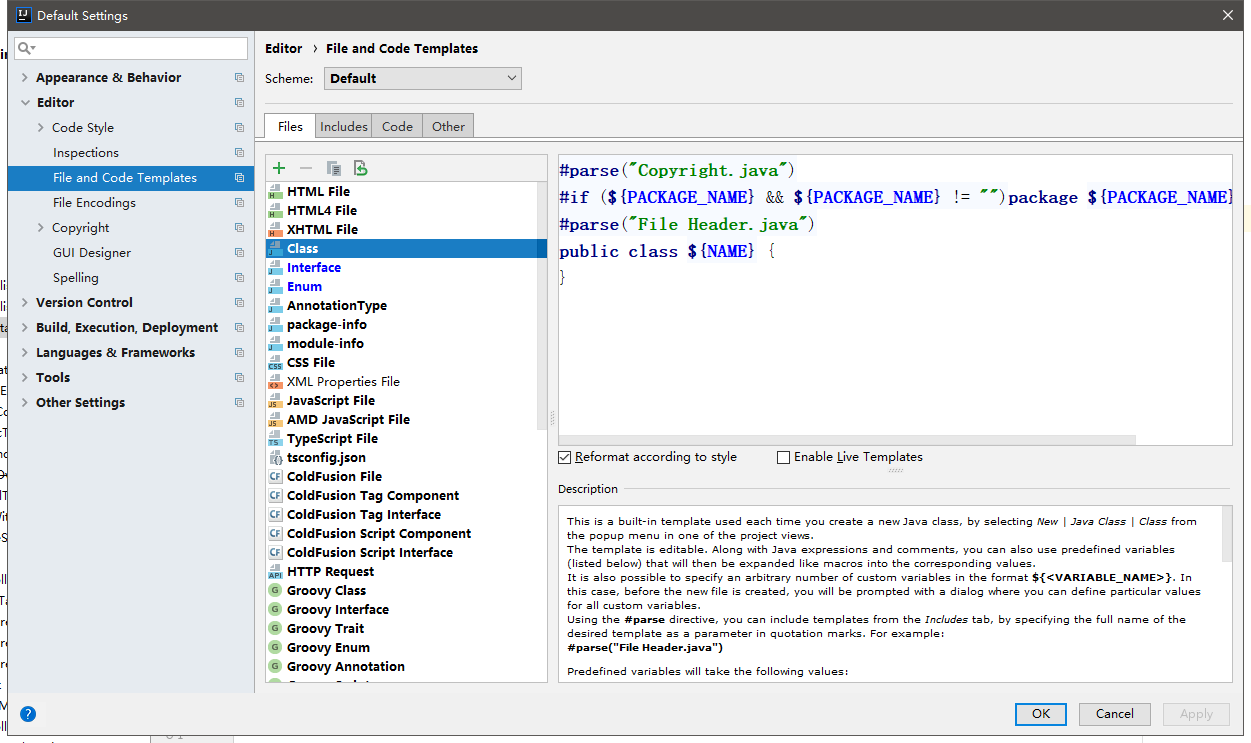 Default Settings
Editor › File and Code Templates
Scheme: Default
Appearance & Behavior
Editor
Code Style
Inspections
File and Code Templates
File Encodings
Copyright
GUI Designer
Spelling
Version Control
Build, Execution, Deployment
Languages & Frameworks
Tools
Other Settings
Files Includes Code Other
HTML File
HTML4 File
XHTML File
Class
Interface
Enum
AnnotationType
package-info
module-info
CSS File
XML Properties File
JavaScript File
AMD JavaScript File
TypeScript File
tsconfig.json
ColdFusion File
ColdFusion Tag Component
ColdFusion Tag Interface
ColdFusion Script Component
ColdFusion Script Interface
HTTP Request
Groovy Class
Groovy Interface
Groovy Trait
Groovy Enum
Groovy Annotation
#parse("Copyright.java")
#if (${PACKAGE_NAME} && ${PACKAGE_NAME} != "")package ${PACKAGE_NAME}
#parse("File Header.java")
public class ${NAME} {
}
Reformat according to style Enable Live Templates
Description
This is a built-in template used each time you create a new Java class, by selecting New | Java Class | Class from
the popup menu in one of the project views.
The template is editable. Along with Java expressions and comments, you can also use predefined variables
(listed below) that will then be expanded like macros into the corresponding values.
It is also possible to specify an arbitrary number of custom variables in the format ${<VARIABLE_NAME>}. In
this case, before the new file is created, you will be prompted with a dialog where you can define particular values
for all custom variables.
Using the #parse directive, you can include templates from the Includes tab, by specifying the full name of the
desired template as a parameter in quotation marks. For example:
#parse("File Header.java")
Predefined variables will take the following values:
OK Cancel Apply